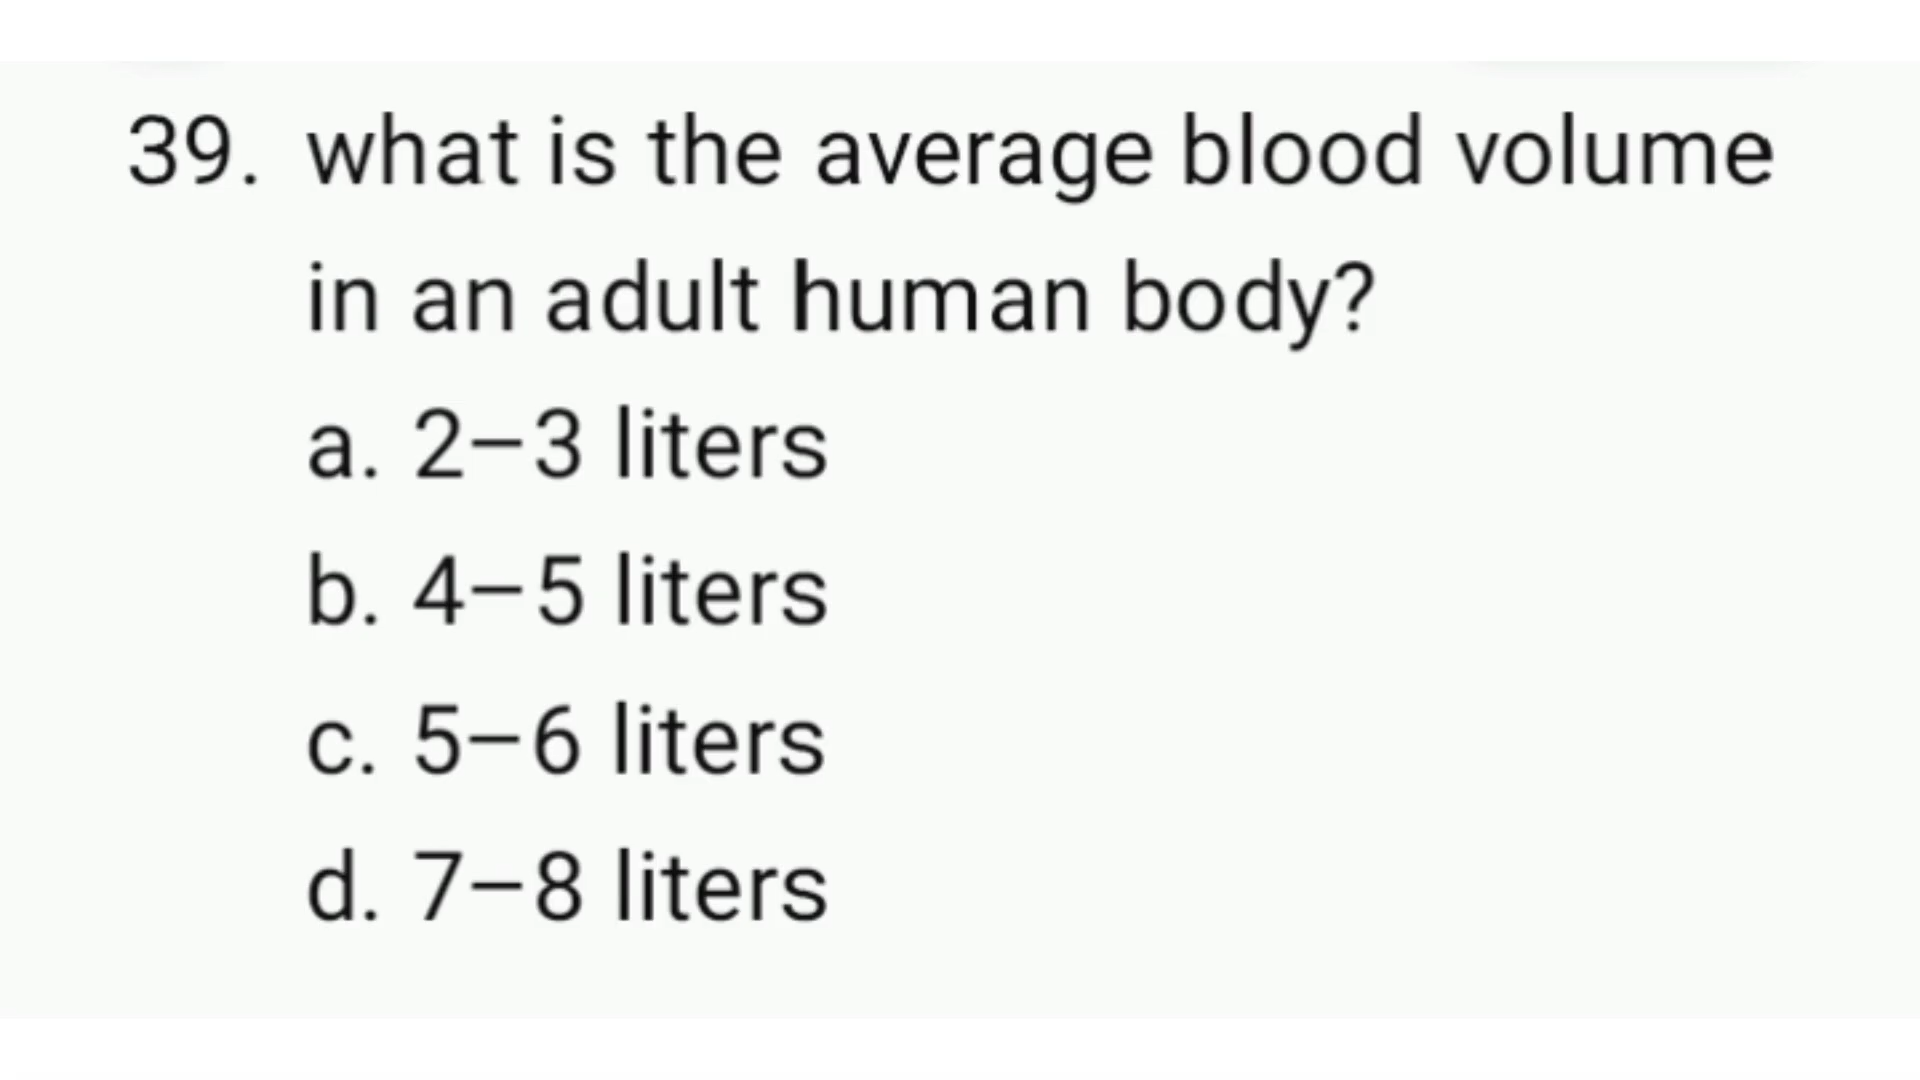 39. what is the average blood volume
in an adult human body?
a. 2–3 liters
b. 4–5 liters
c. 5–6 liters
d. 7–8 liters